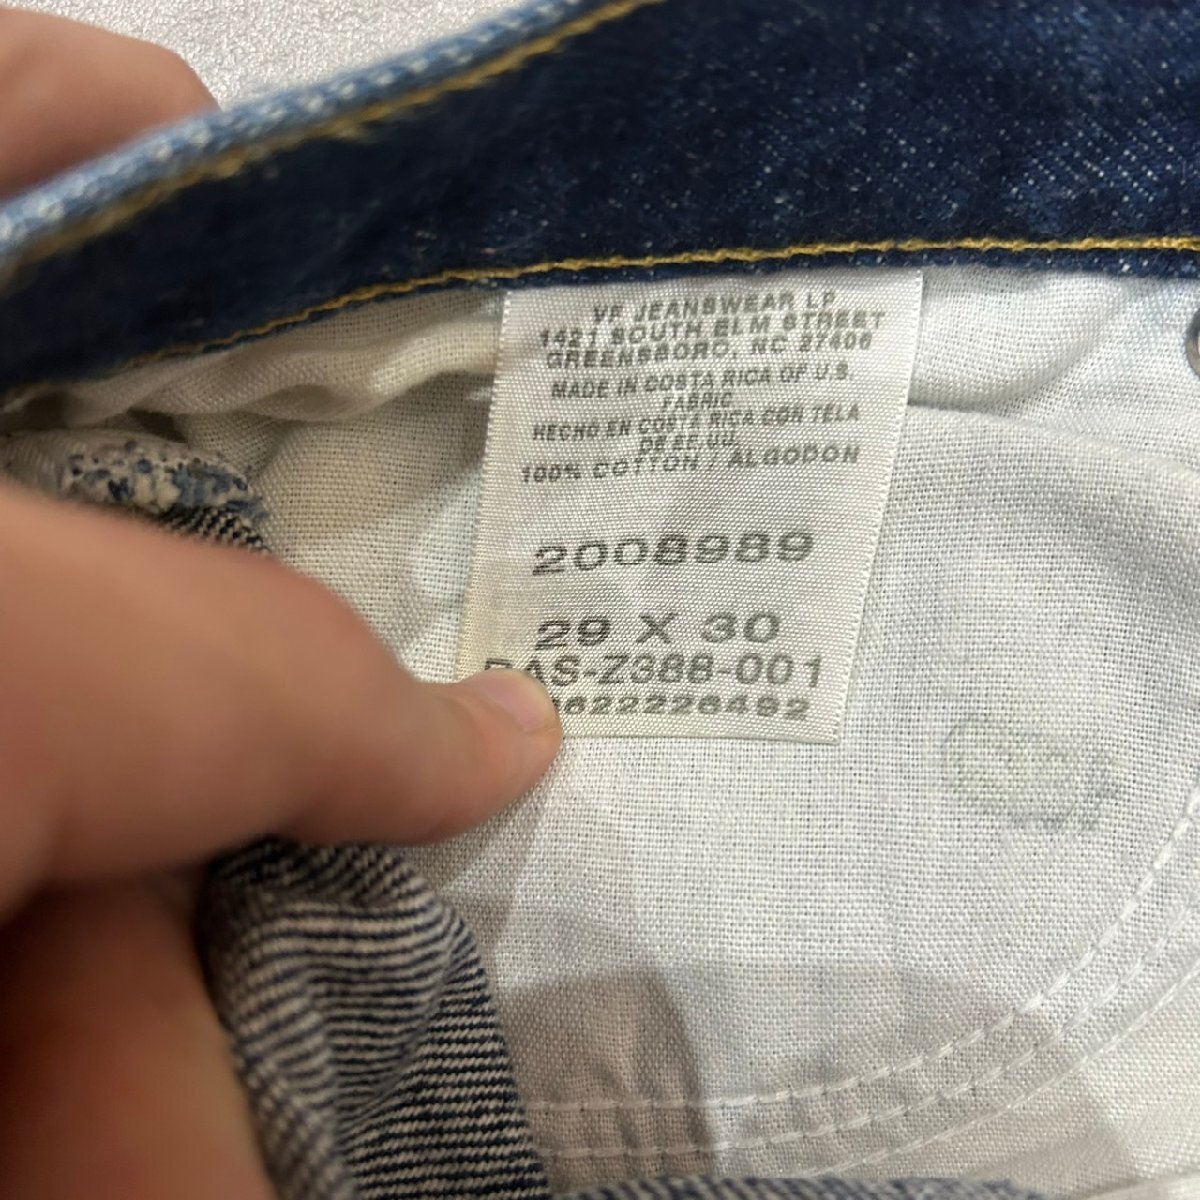 VF JEANSWEAR LP
1421 SOUTH ELM STREET
GREENSBORO, NC 27406
MADE IN COSTA RICA OF U.S.
FABRIC
HECHO EN COSTA RICA CON TELA
DE EE.UU.
100% COTTON / ALGODON
2008989
29 X 30
-Z388-001